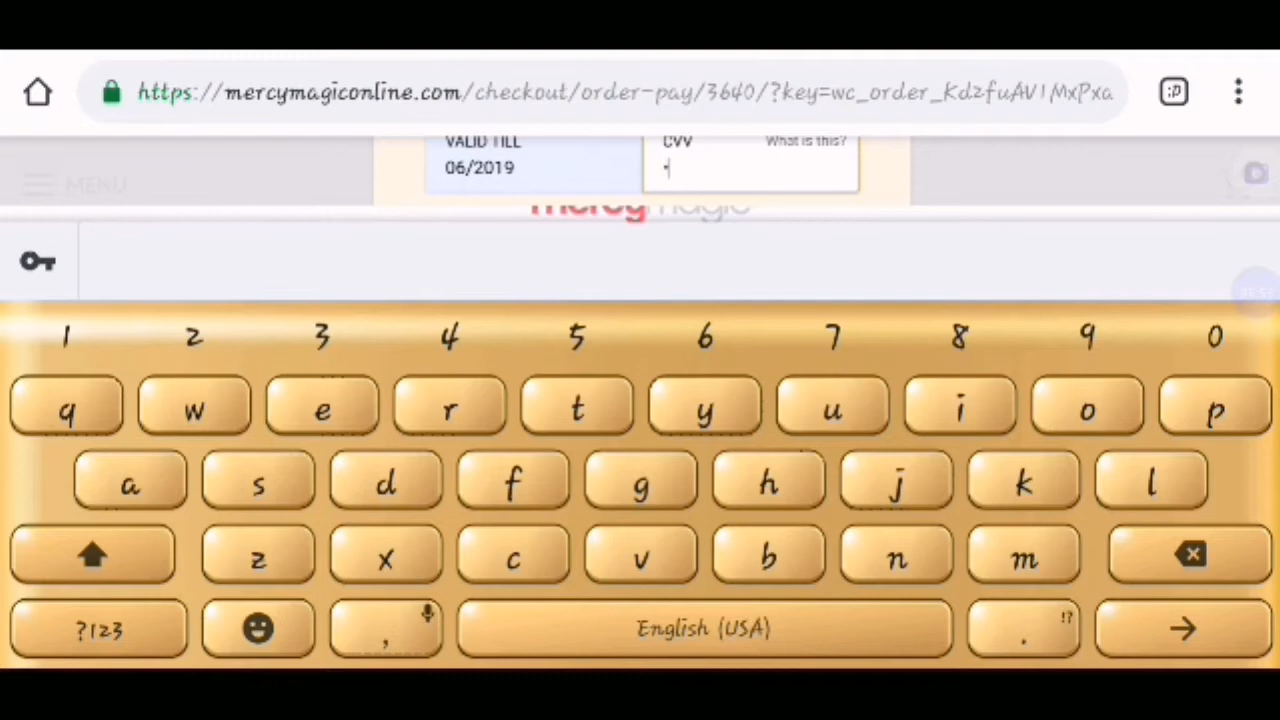 https://mercymagiconline.com/checkout/order-pay/3640/?key=wc_order_Kd2fuAV1MxPxa
:D
VALID TILL
CVV
What is this?
06/2019
MENU
mercymagic
1 2 3 4 5 6 7 8 9 0
q w e r t y u i o p
a s d f g h j k l
z x c v b n m
?123 , English (USA) . !?